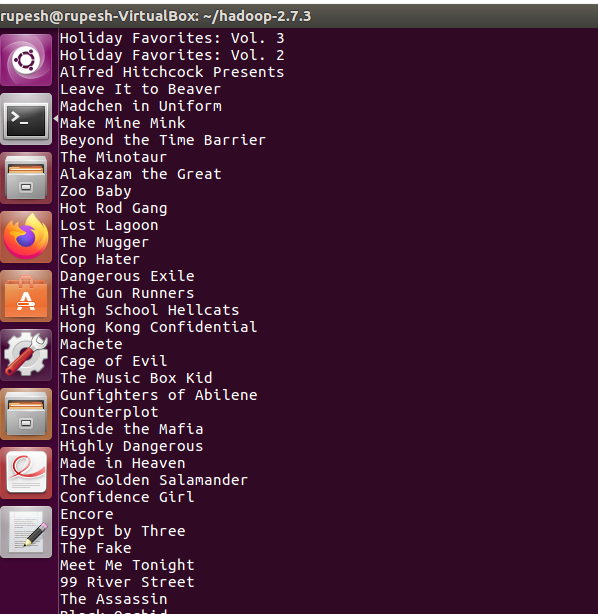 rupesh@rupesh-VirtualBox: ~/hadoop-2.7.3
Holiday Favorites: Vol. 3
Holiday Favorites: Vol. 2
Alfred Hitchcock Presents
Leave It to Beaver
Madchen in Uniform
Make Mine Mink
Beyond the Time Barrier
The Minotaur
Alakazam the Great
Zoo Baby
Hot Rod Gang
Lost Lagoon
The Mugger
Cop Hater
Dangerous Exile
The Gun Runners
High School Hellcats
Hong Kong Confidential
Machete
Cage of Evil
The Music Box Kid
Gunfighters of Abilene
Counterplot
Inside the Mafia
Highly Dangerous
Made in Heaven
The Golden Salamander
Confidence Girl
Encore
Egypt by Three
The Fake
Meet Me Tonight
99 River Street
The Assassin